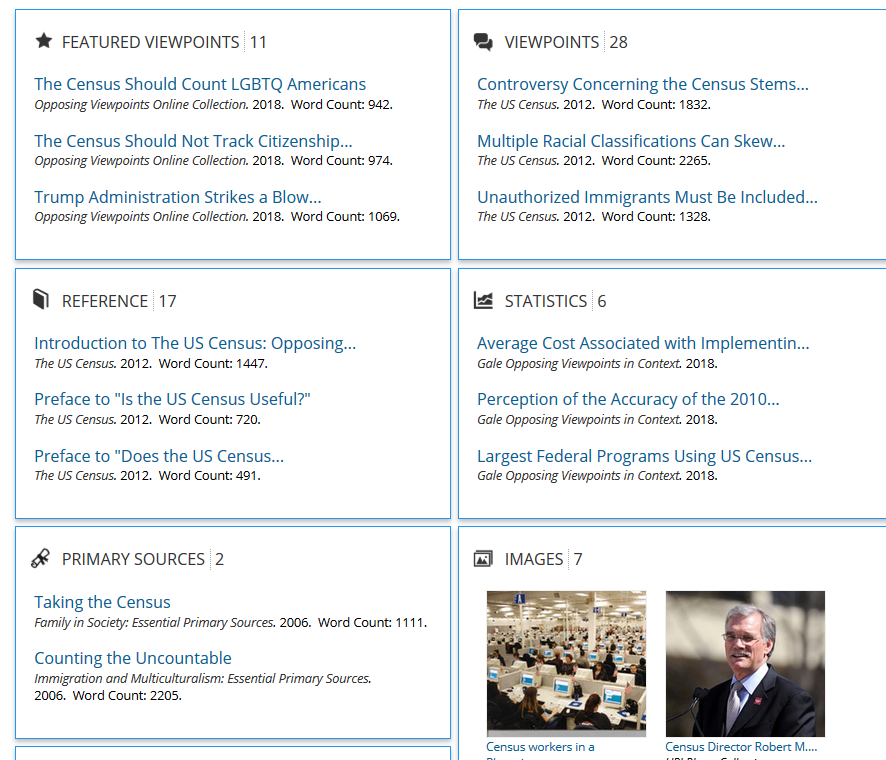 FEATURED VIEWPOINTS 11
The Census Should Count LGBTQ Americans
Opposing Viewpoints Online Collection. 2018. Word Count: 942.
The Census Should Not Track Citizenship...
Opposing Viewpoints Online Collection. 2018. Word Count: 974.
Trump Administration Strikes a Blow...
Opposing Viewpoints Online Collection. 2018. Word Count: 1069.
VIEWPOINTS 28
Controversy Concerning the Census Stems...
The US Census. 2012. Word Count: 1832.
Multiple Racial Classifications Can Skew...
The US Census. 2012. Word Count: 2265.
Unauthorized Immigrants Must Be Included...
The US Census. 2012. Word Count: 1328.
REFERENCE 17
Introduction to The US Census: Opposing...
The US Census. 2012. Word Count: 1447.
Preface to "Is the US Census Useful?"
The US Census. 2012. Word Count: 720.
Preface to "Does the US Census...
The US Census. 2012. Word Count: 491.
STATISTICS 6
Average Cost Associated with Implementin...
Gale Opposing Viewpoints in Context. 2018.
Perception of the Accuracy of the 2010...
Gale Opposing Viewpoints in Context. 2018.
Largest Federal Programs Using US Census...
Gale Opposing Viewpoints in Context. 2018.
PRIMARY SOURCES 2
Taking the Census
Family in Society: Essential Primary Sources. 2006. Word Count: 1111.
Counting the Uncountable
Immigration and Multiculturalism: Essential Primary Sources.
2006. Word Count: 2205.
IMAGES 7
Census workers in a
Census Director Robert M....